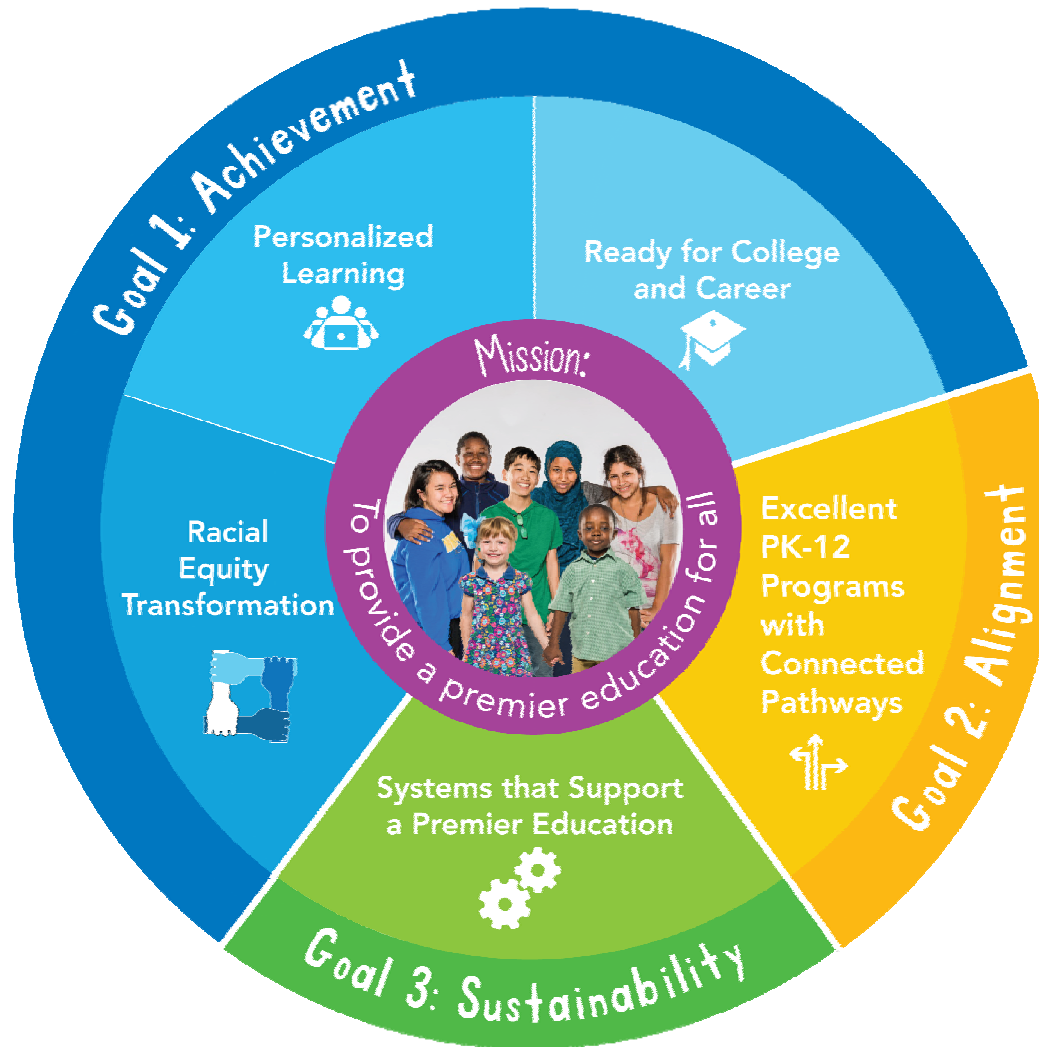 Goal 1: Achievement
Personalized
Learning
Ready for College
and Career
Mission:
To provide a premier education for all
Racial
Equity
Transformation
Excellent
PK-12
Programs
with
Connected
Pathways
Goal 2: Alignment
Systems that Support
a Premier Education
Goal 3: Sustainability